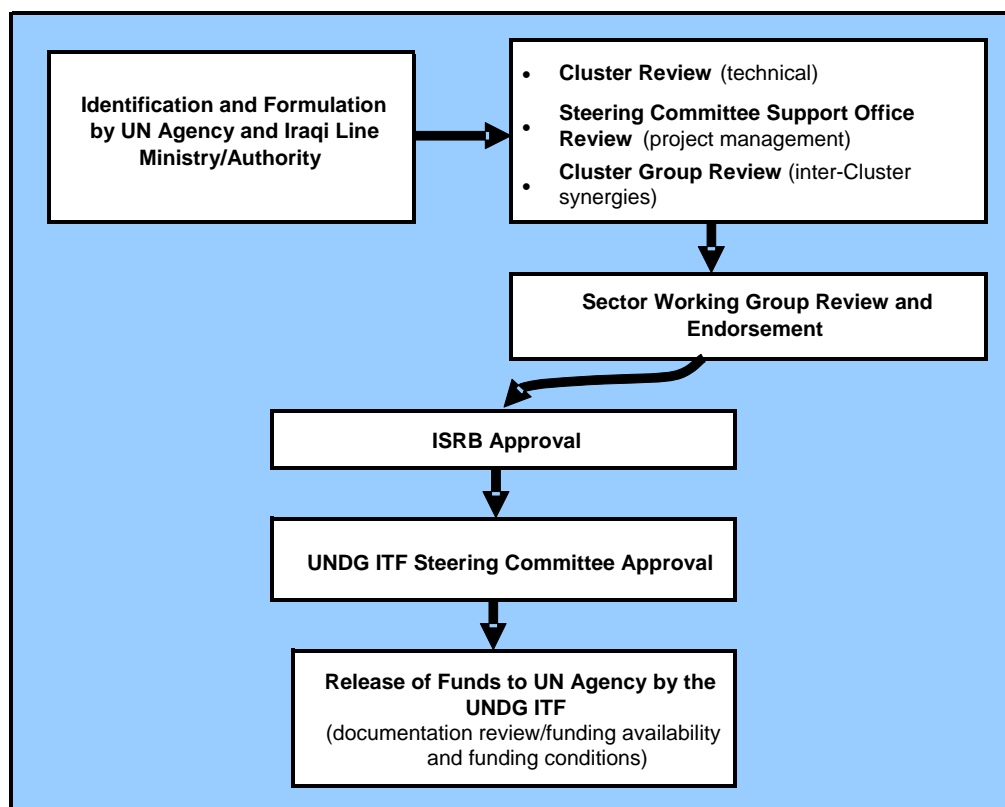 Identification and Formulation
by UN Agency and Iraqi Line
Ministry/Authority
• Cluster Review (technical)
• Steering Committee Support Office
Review (project management)
• Cluster Group Review (inter-Cluster
synergies)
Sector Working Group Review and
Endorsement
ISRB Approval
UNDG ITF Steering Committee Approval
Release of Funds to UN Agency by the
UNDG ITF
(documentation review/funding availability
and funding conditions)